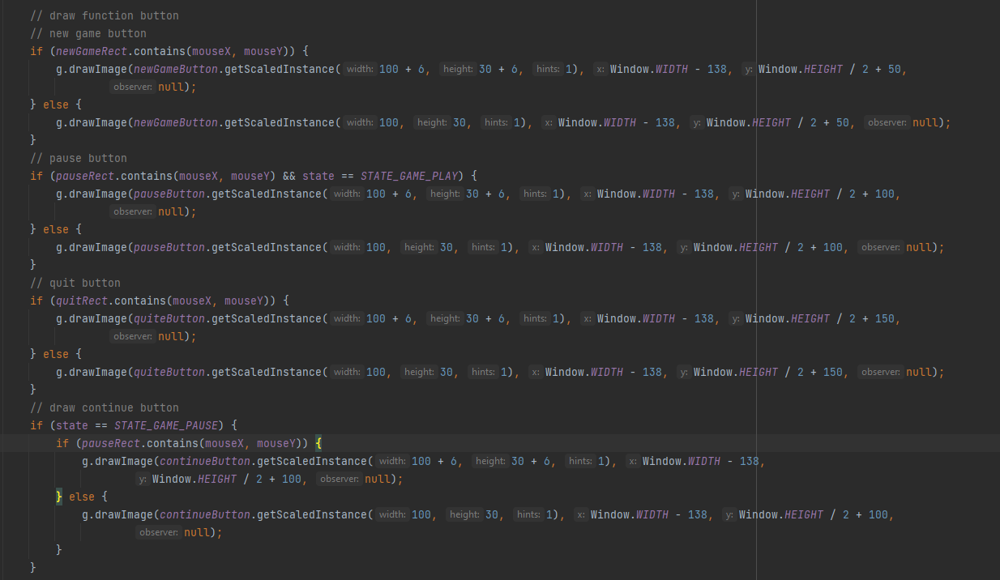 // draw function button
// new game button
if (newGameRect.contains(mouseX, mouseY)) {
g.drawImage(newGameButton.getScaledInstance( width: 100 + 6, height: 30 + 6, hints: 1), x: Window.WIDTH - 138, y: Window.HEIGHT / 2 + 50,
observer: null);
} else {
g.drawImage(newGameButton.getScaledInstance( width: 100, height: 30, hints: 1), x: Window.WIDTH - 138, y: Window.HEIGHT / 2 + 50, observer: null);
}
// pause button
if (pauseRect.contains(mouseX, mouseY) && state == STATE_GAME_PLAY) {
g.drawImage(pauseButton.getScaledInstance( width: 100 + 6, height: 30 + 6, hints: 1), x: Window.WIDTH - 138, y: Window.HEIGHT / 2 + 100,
observer: null);
} else {
g.drawImage(pauseButton.getScaledInstance( width: 100, height: 30, hints: 1), x: Window.WIDTH - 138, y: Window.HEIGHT / 2 + 100, observer: null);
}
// quit button
if (quitRect.contains(mouseX, mouseY)) {
g.drawImage(quiteButton.getScaledInstance( width: 100 + 6, height: 30 + 6, hints: 1), x: Window.WIDTH - 138, y: Window.HEIGHT / 2 + 150,
observer: null);
} else {
g.drawImage(quiteButton.getScaledInstance( width: 100, height: 30, hints: 1), x: Window.WIDTH - 138, y: Window.HEIGHT / 2 + 150, observer: null);
}
// draw continue button
if (state == STATE_GAME_PAUSE) {
if (pauseRect.contains(mouseX, mouseY)) {
g.drawImage(continueButton.getScaledInstance( width: 100 + 6, height: 30 + 6, hints: 1), x: Window.WIDTH - 138,
y: Window.HEIGHT / 2 + 100, observer: null);
} else {
g.drawImage(continueButton.getScaledInstance( width: 100, height: 30, hints: 1), x: Window.WIDTH - 138, y: Window.HEIGHT / 2 + 100,
observer: null);
}
}